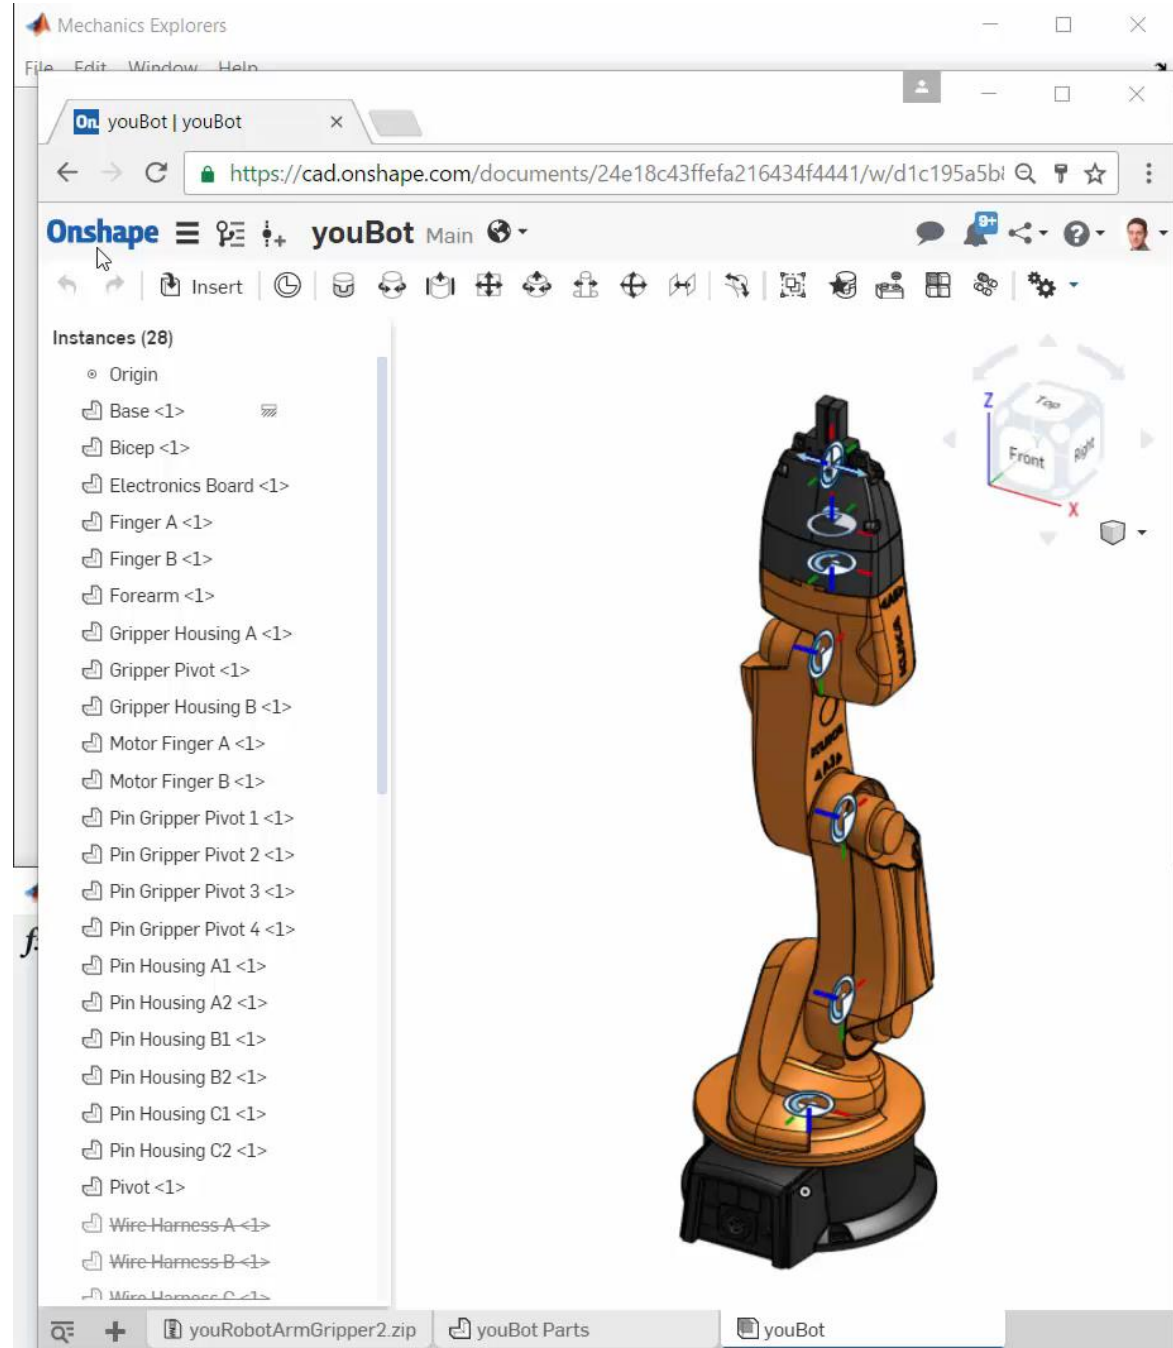 Mechanics Explorers
File Edit Window Help
On youBot | youBot
https://cad.onshape.com/documents/24e18c43ffefa216434f4441/w/d1c195a5b
Onshape youBot Main 9+
Insert
Instances (28)
Origin
Base <1>
Bicep <1>
Electronics Board <1>
Finger A <1>
Finger B <1>
Forearm <1>
Gripper Housing A <1>
Gripper Pivot <1>
Gripper Housing B <1>
Motor Finger A <1>
Motor Finger B <1>
Pin Gripper Pivot 1 <1>
Pin Gripper Pivot 2 <1>
Pin Gripper Pivot 3 <1>
Pin Gripper Pivot 4 <1>
Pin Housing A1 <1>
Pin Housing A2 <1>
Pin Housing B1 <1>
Pin Housing B2 <1>
Pin Housing C1 <1>
Pin Housing C2 <1>
Pivot <1>
Wire Harness A <1>
Wire Harness B <1>
Wire Harness C <1>
Z
Top
Front
Right
X
KUKA
youRobotArmGripper2.zip
youBot Parts
youBot